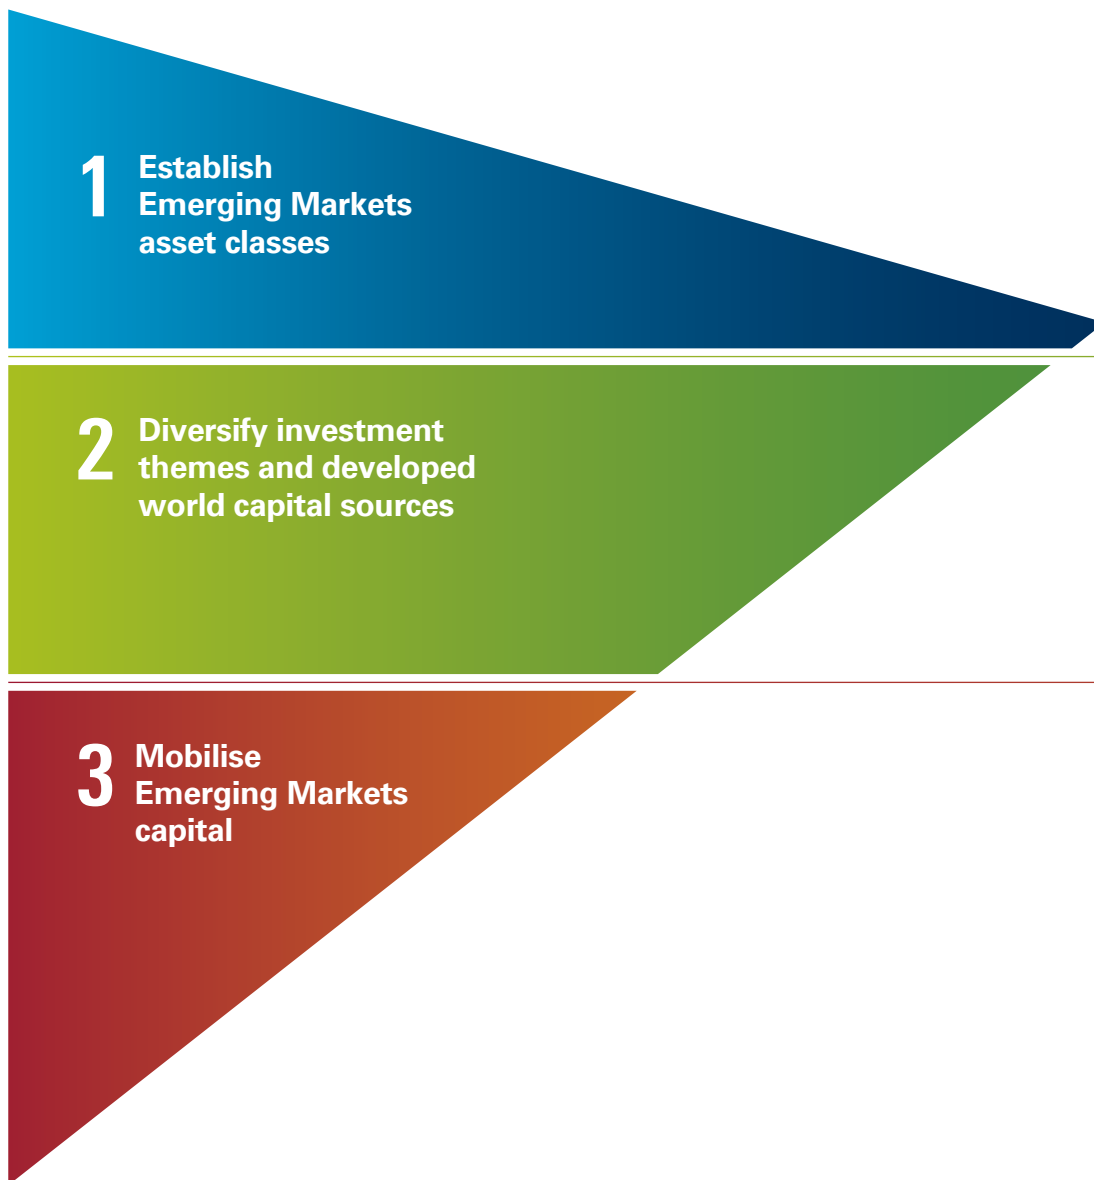 1 Establish
Emerging Markets
asset classes
2 Diversify investment
themes and developed
world capital sources
3 Mobilise
Emerging Markets
capital